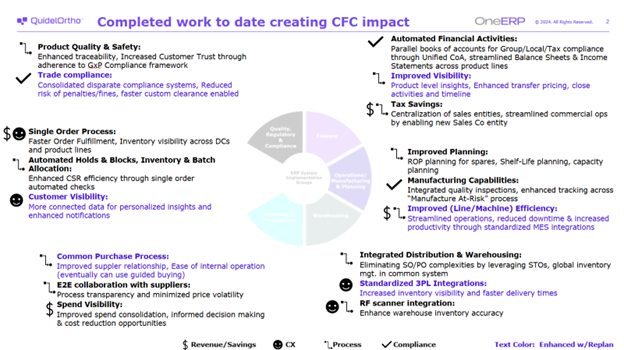 QuidelOrtho
Completed work to date creating CFC impact
OneERP
© 2024. All Rights Reserved.
2
Product Quality & Safety:
Enhanced traceability, Increased Customer Trust through
adherence to GxP Compliance framework
Trade compliance:
Consolidated disparate compliance systems, Reduced
risk of penalties/fines, faster custom clearance enabled
Single Order Process:
Faster Order Fulfillment, Inventory visibility across DCs
and product lines
Automated Holds & Blocks, Inventory & Batch
Allocation:
Enhanced CSR efficiency through single order
automated checks
Customer Visibility:
More connected data for personalized insights and
enhanced notifications
Common Purchase Process:
Improved suppler relationship, Ease of internal operation
(eventually can use guided buying)
E2E collaboration with suppliers:
Process transparency and minimized price volatility
Spend Visibility:
Improved spend consolidation, informed decision making
& cost reduction opportunities
Quality,
Regulatory
&
Compliance
Finance
ERP System
Implementation
Groups
Operations/
Manufacturing
& Planning
Warehousing
Automated Financial Activities:
Parallel books of accounts for Group/Local/Tax compliance
through Unified CoA, streamlined Balance Sheets & Income
Statements across product lines
Improved Visibility:
Product level insights, Enhanced transfer pricing, close
activities and timeline
Tax Savings:
Centralization of sales entities, streamlined commercial ops
by enabling new Sales Co entity
Improved Planning:
ROP planning for spares, Shelf-Life planning, capacity
planning
Manufacturing Capabilities:
Integrated quality inspections, enhanced tracking across
"Manufacture At-Risk" process
Improved (Line/Machine) Efficiency:
Streamlined operations, reduced downtime & increased
productivity through standardized MES integrations
Integrated Distribution & Warehousing:
Eliminating SO/PO complexities by leveraging STOs, global inventory
mgt. in common system
Standardized 3PL Integrations:
Increased inventory visibility and faster delivery times
RF scanner integration:
Enhance warehouse inventory accuracy
$ Revenue/Savings
CX
Process
Compliance
Text Color: Enhanced w/Replan